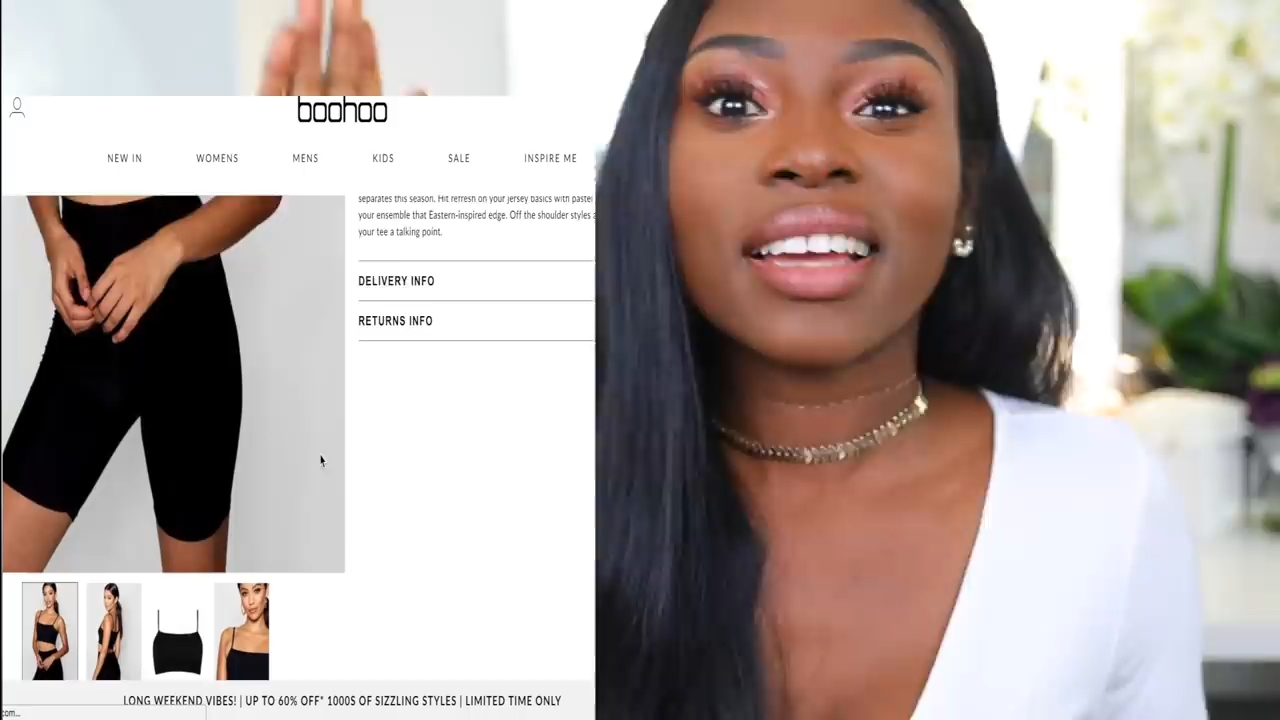 boohoo
NEW IN WOMENS MENS KIDS SALE INSPIRE ME
separates this season. Hit refresh on your jersey basics with pastel
your ensemble that Eastern-inspired edge. Off the shoulder styles a
your tee a talking point.
DELIVERY INFO
RETURNS INFO
LONG WEEKEND VIBES! | UP TO 60% OFF* 1000S OF SIZZLING STYLES | LIMITED TIME ONLY
com...